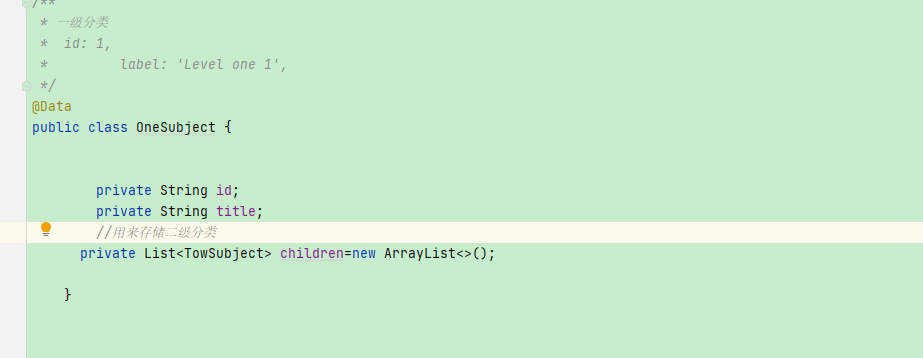 /**
* 一级分类
* id: 1,
* label: 'Level one 1',
*/
@Data
public class OneSubject {
private String id;
private String title;
//用来存储二级分类
private List<TowSubject> children=new ArrayList<>();
}